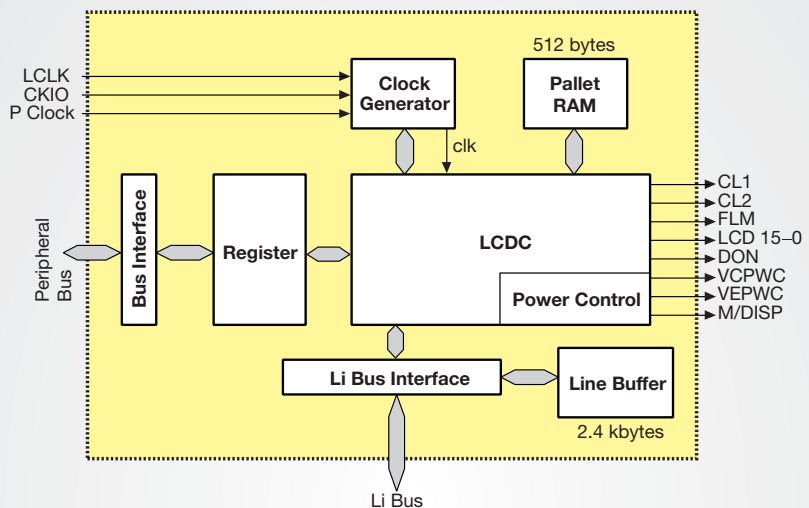 512 bytes
LCLK
CKIO
P Clock
Clock
Generator
Pallet
RAM
clk
CL1
CL2
FLM
LCD 15–0
DON
VCPWC
VEPWC
M/DISP
Peripheral
Bus
Bus Interface
Register
LCDC
Power Control
Li Bus Interface
Line Buffer
2.4 kbytes
Li Bus